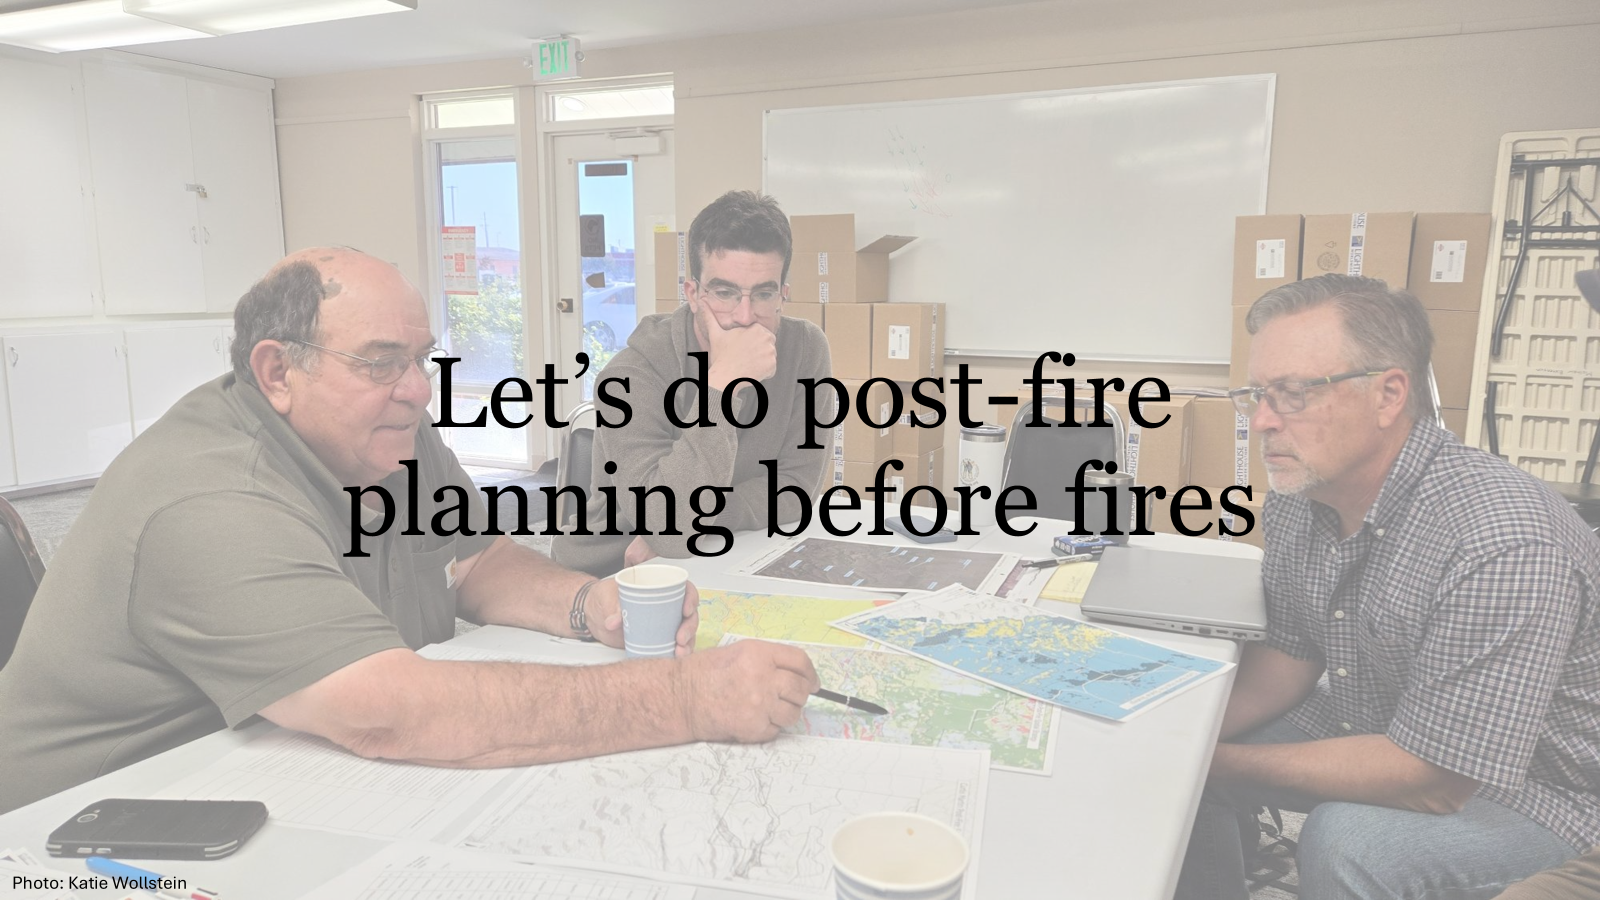 EXIT
Let’s do post-fire
planning before fires
Photo: Katie Wollstein